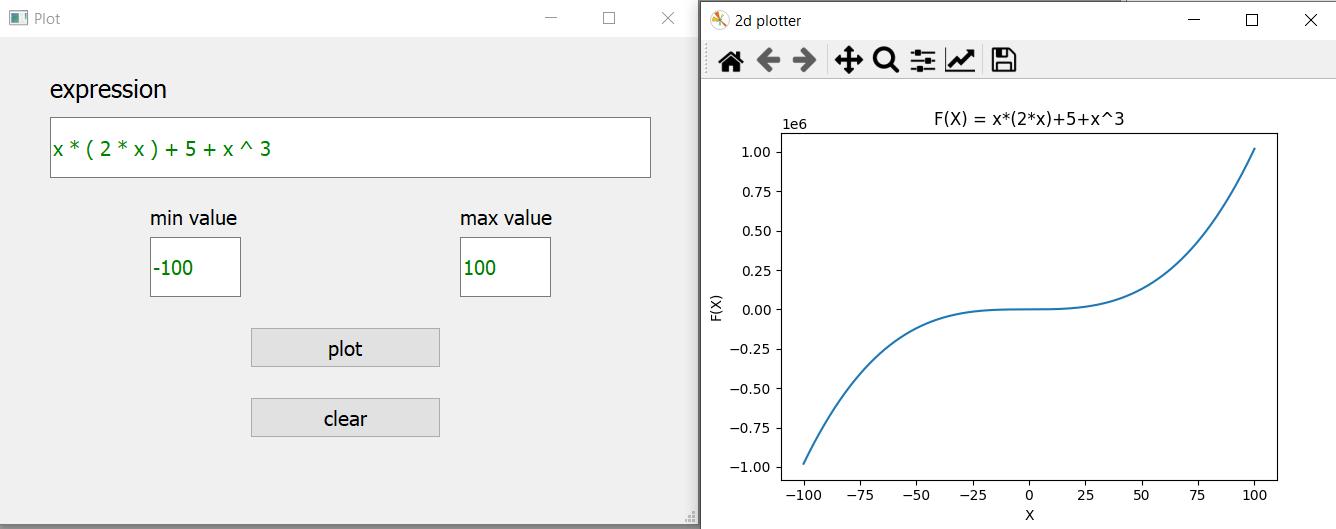 Plot
expression
x * ( 2 * x ) + 5 + x ^ 3
min value
max value
-100
100
plot
clear
2d plotter
F(X) = x*(2*x)+5+x^3
1e6
1.00
0.75
0.50
0.25
0.00
−0.25
−0.50
−0.75
−1.00
F(X)
−100
−75
−50
−25
0
25
50
75
100
X